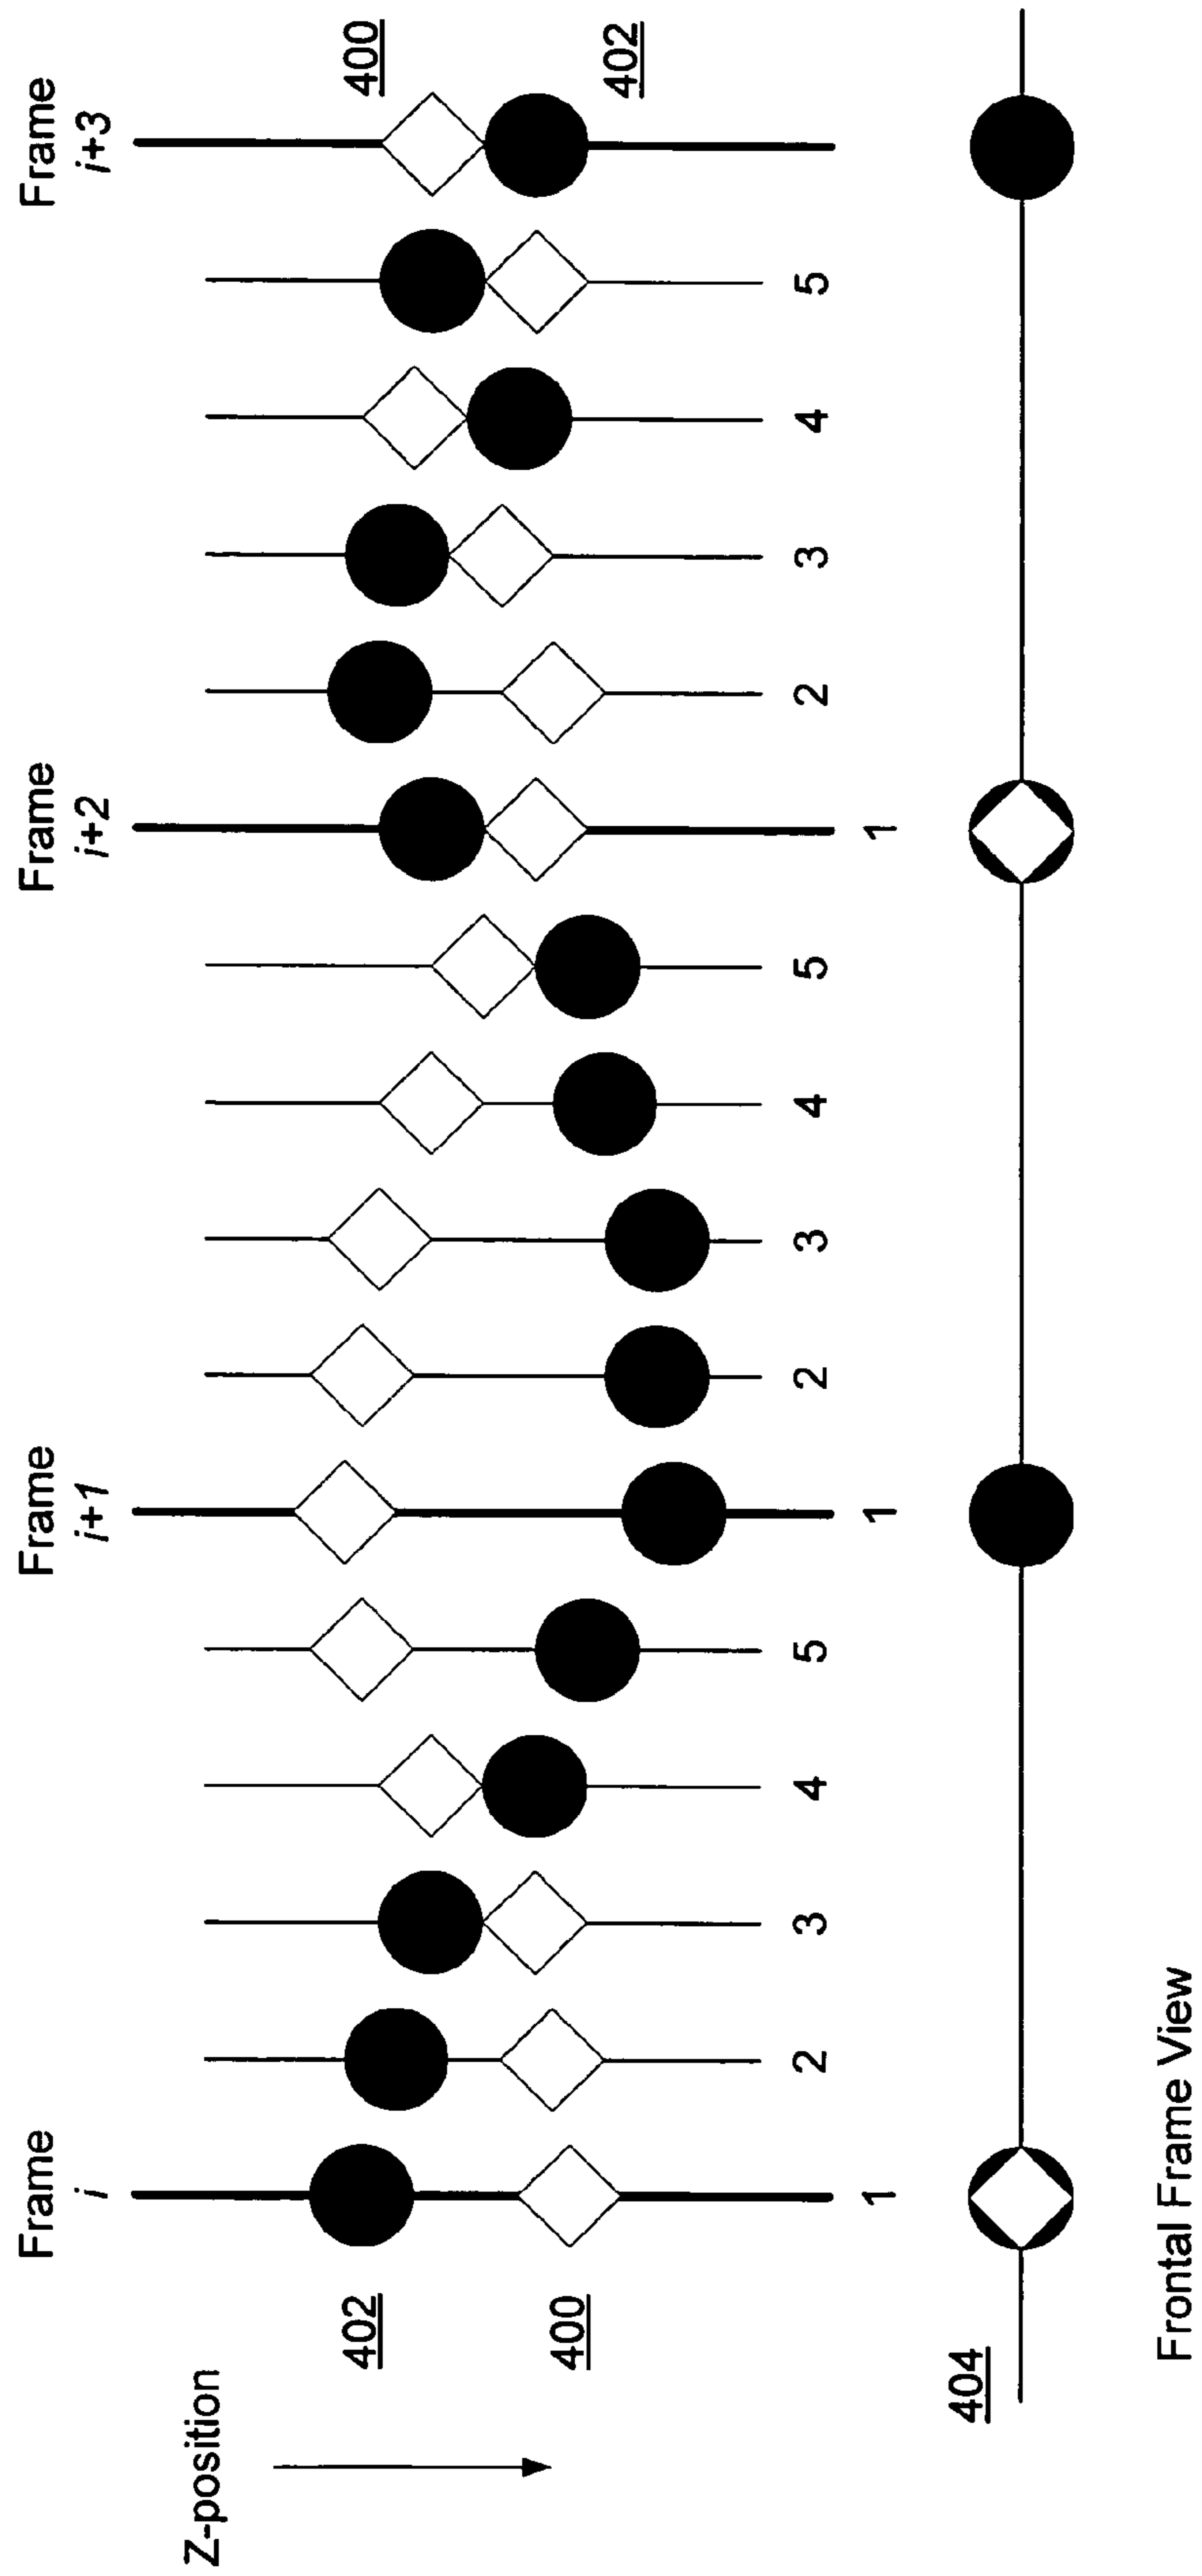 Frame Frame Frame Frame
i i+1 i+2 i+3
Z-position
402 400
400 402
2 3 4 5 2 3 4 5 2 3 4 5
1 1 1
404
Frontal Frame View